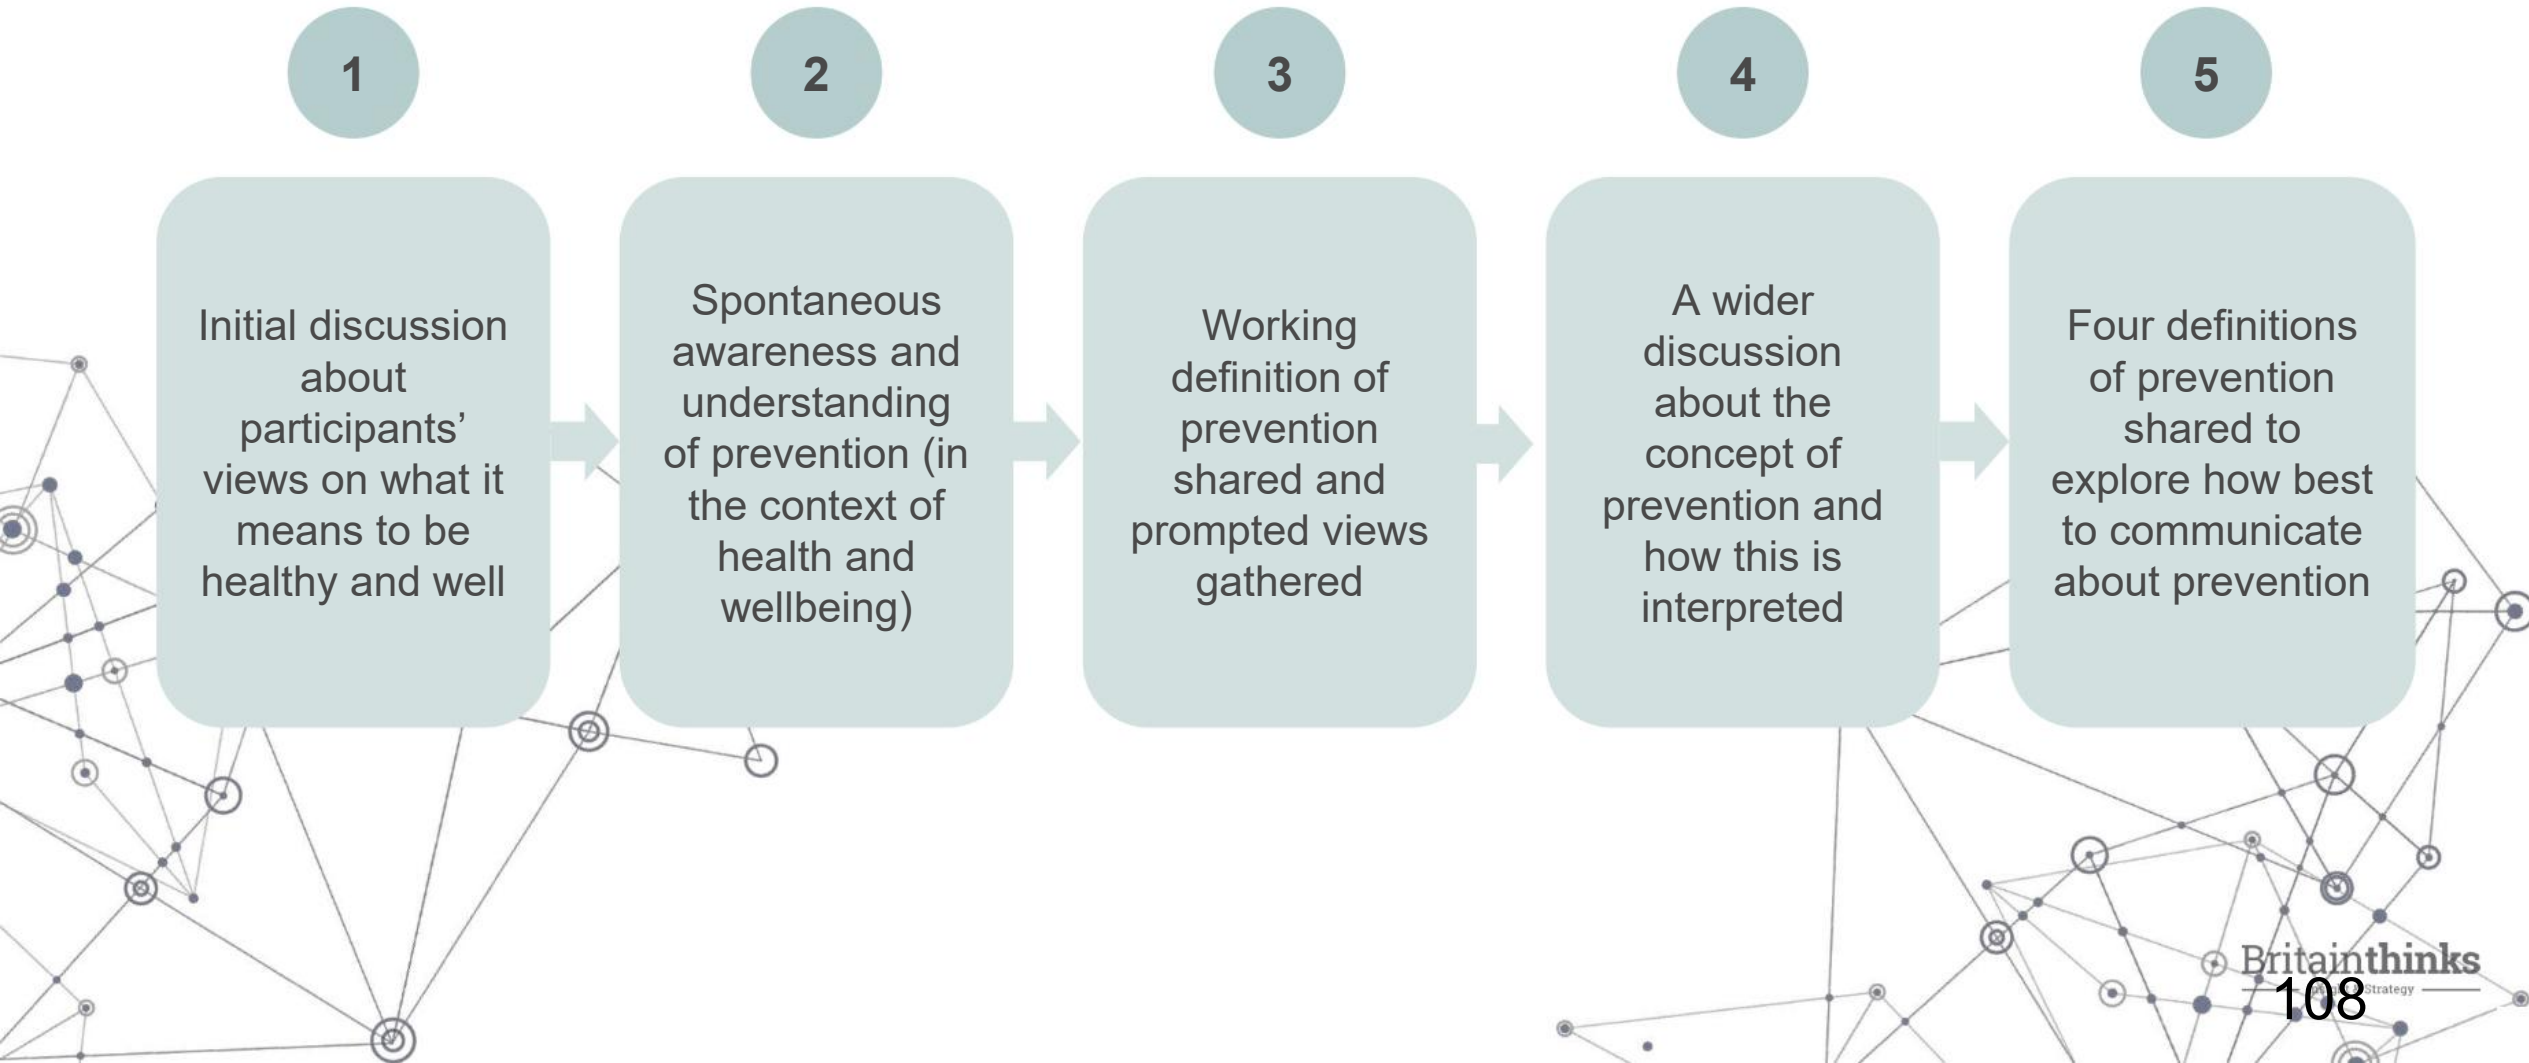 1
2
3
4
5
Initial discussion
about
participants’
views on what it
means to be
healthy and well
Spontaneous
awareness and
understanding
of prevention (in
the context of
health and
wellbeing)
Working
definition of
prevention
shared and
prompted views
gathered
A wider
discussion
about the
concept of
prevention and
how this is
interpreted
Four definitions
of prevention
shared to
explore how best
to communicate
about prevention
Britainthinks
& Strategy
108